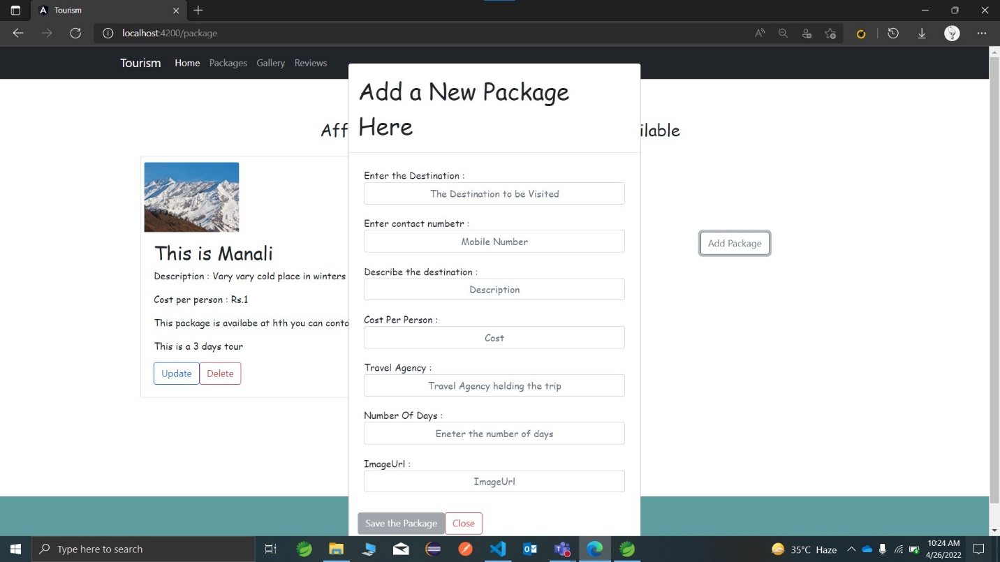 Tourism
localhost:4200/package
Tourism Home Packages Gallery Reviews
Add a New Package
Here
Aff
ilable
This is Manali
Description : Vary vary cold place in winters
Cost per person : Rs.1
This package is availabe at hth you can conta
This is a 3 days tour
Update Delete
Enter the Destination :
The Destination to be Visited
Enter contact numbetr :
Mobile Number
Describe the destination :
Description
Cost Per Person :
Cost
Travel Agency :
Travel Agency helding the trip
Number Of Days :
Eneter the number of days
ImageUrl :
ImageUrl
Save the Package Close
Add Package
Type here to search
35°C Haze
10:24 AM
4/26/2022